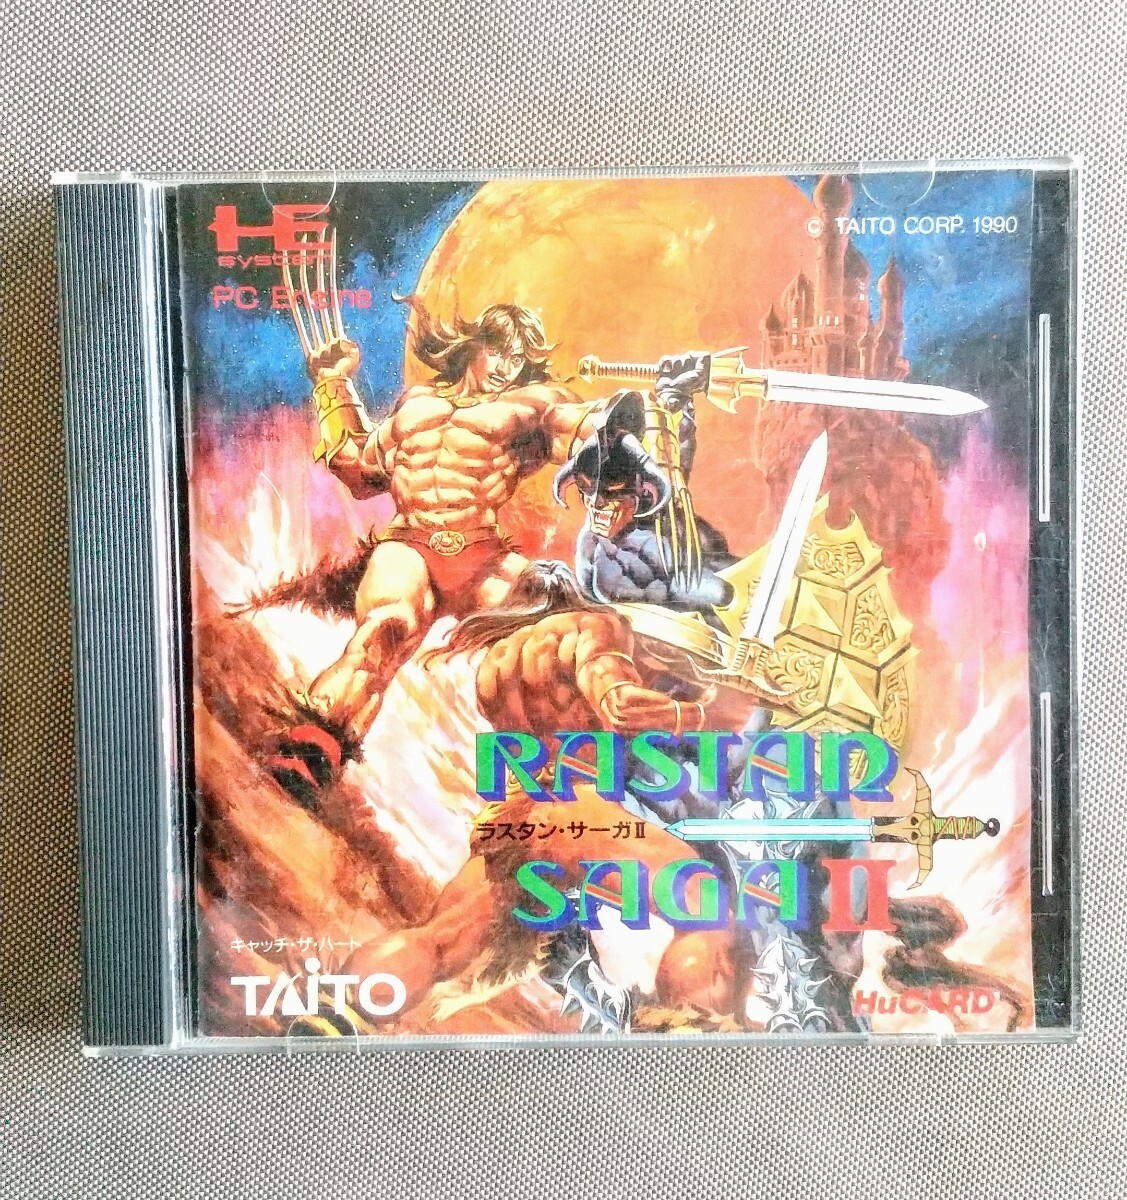 HE
system
PC Engine
© TAITO CORP. 1990
RASTAN
ラスタン・サーガⅡ
SAGA II
キャッチ・ザ・ハート
TAiTO
HuCARD